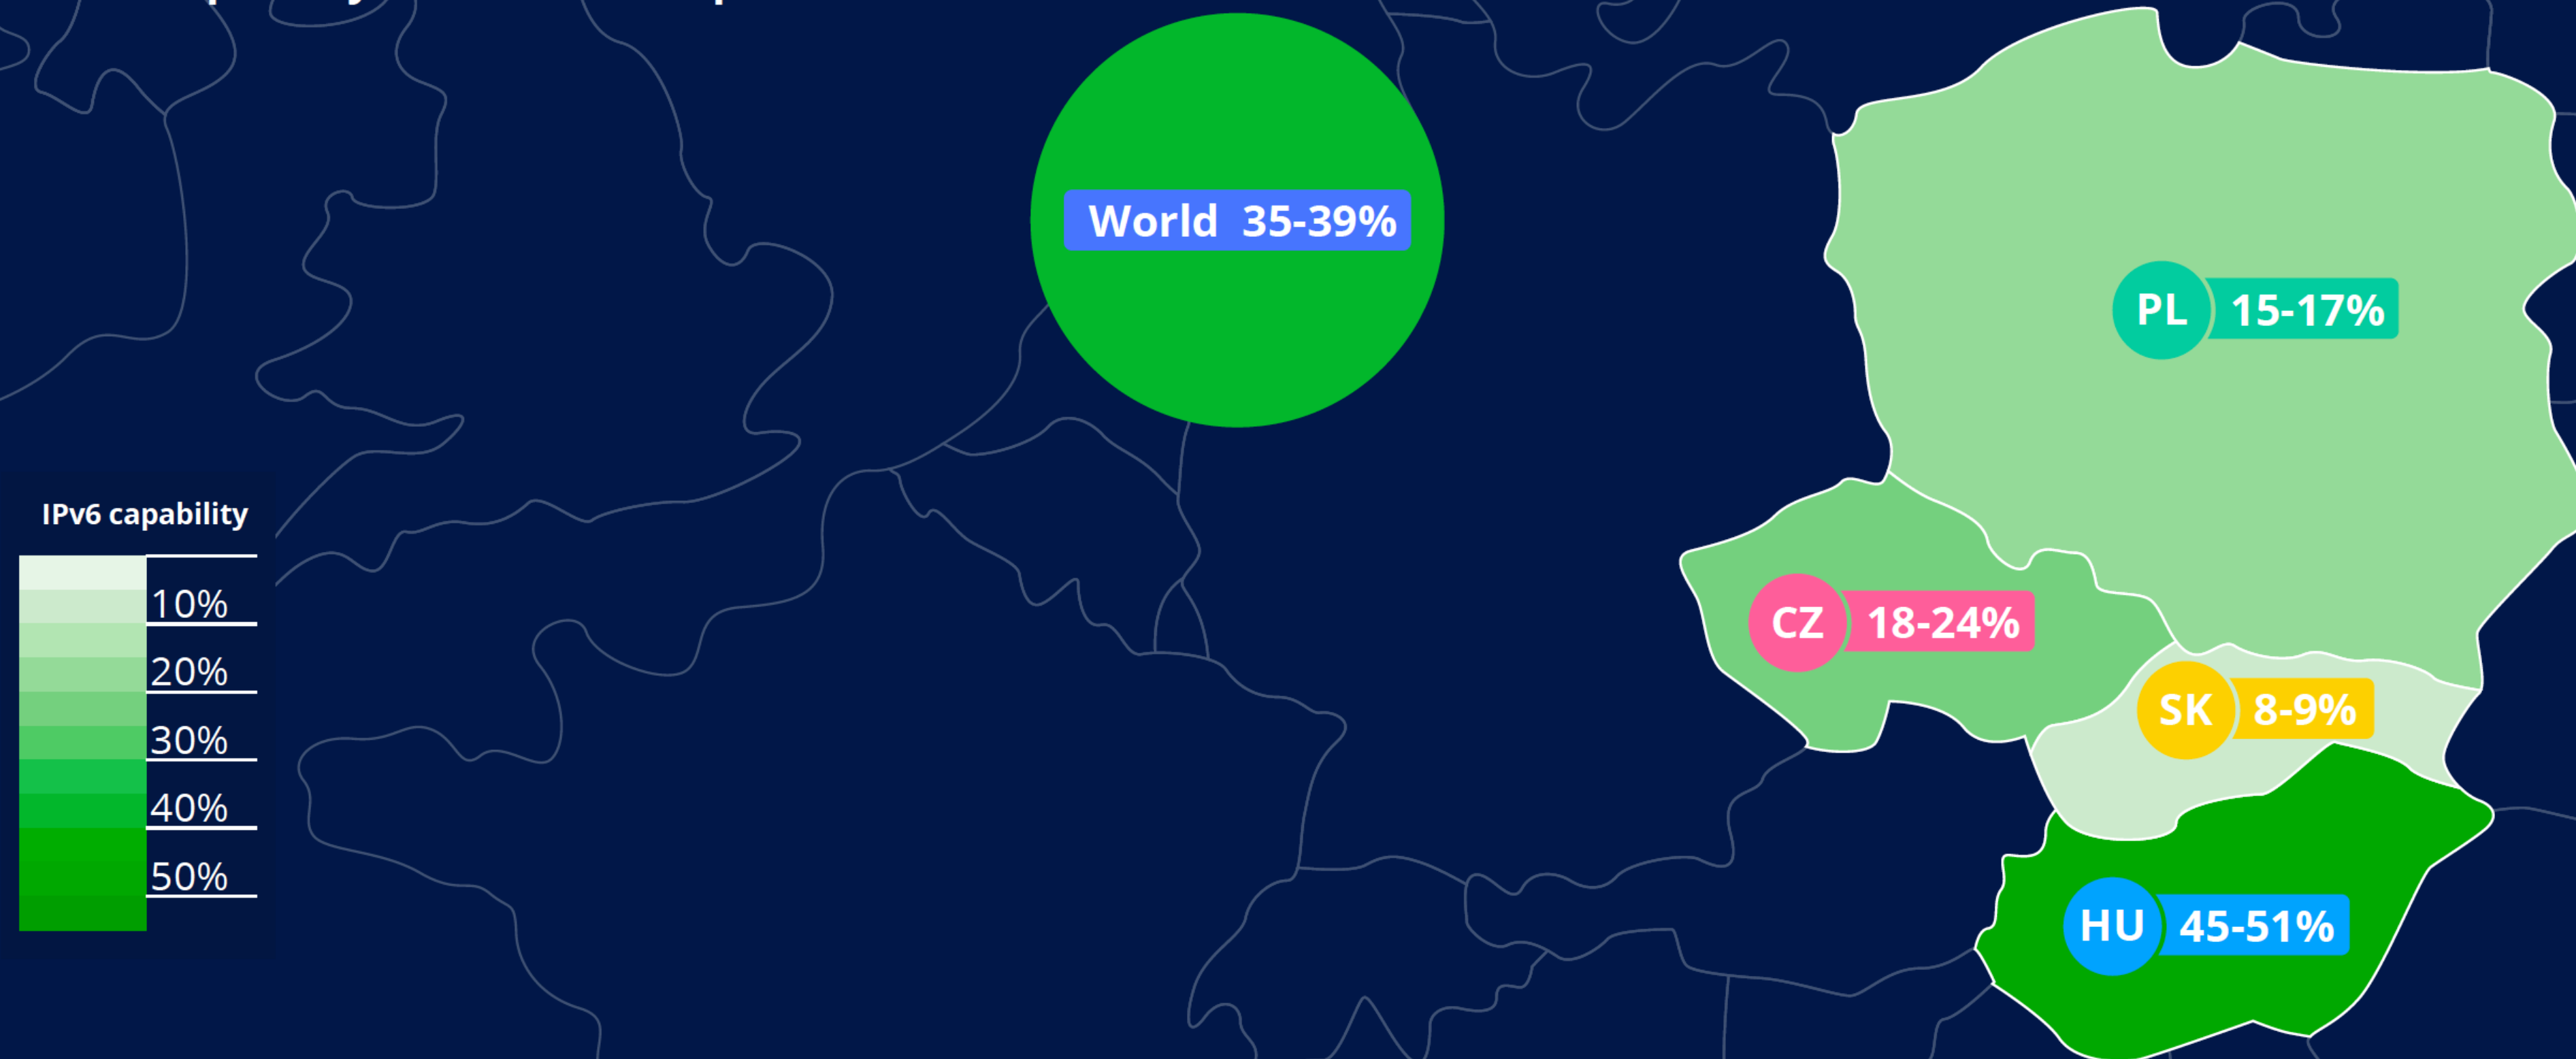 World 35-39%
PL 15-17%
IPv6 capability
10%
20%
30%
40%
50%
CZ 18-24%
SK 8-9%
HU 45-51%